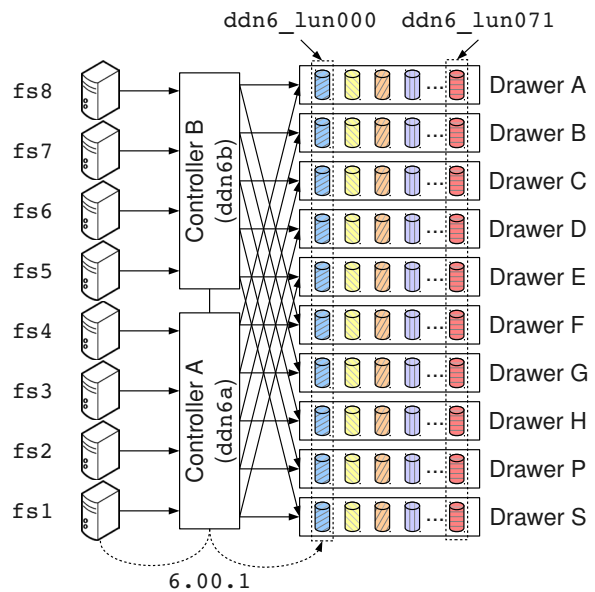 ddn6_lun000 ddn6_lun071
fs8
fs7
fs6
fs5
fs4
fs3
fs2
fs1
Controller B
(ddn6b)
Controller A
(ddn6a)
... Drawer A
... Drawer B
... Drawer C
... Drawer D
... Drawer E
... Drawer F
... Drawer G
... Drawer H
... Drawer P
... Drawer S
6.00.1